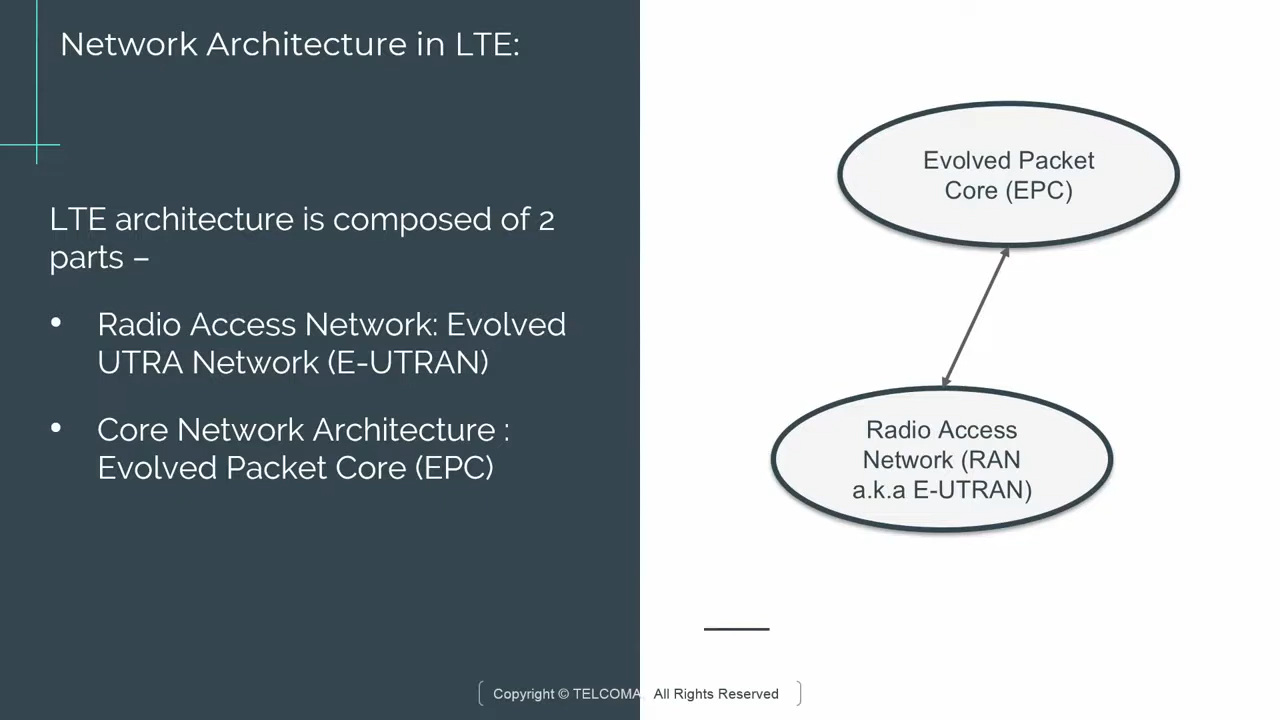 Network Architecture in LTE:
LTE architecture is composed of 2
parts –
• Radio Access Network: Evolved
UTRA Network (E-UTRAN)
• Core Network Architecture :
Evolved Packet Core (EPC)
Evolved Packet
Core (EPC)
Radio Access
Network (RAN
a.k.a E-UTRAN)
Copyright © TELCOMA All Rights Reserved